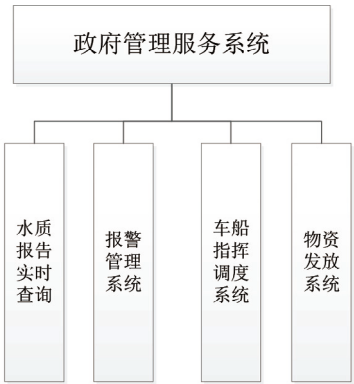 政府管理服务系统
水质
报告
实时
查询
报警
管理
系统
车船
指挥
调度
系统
物资
发放
系统